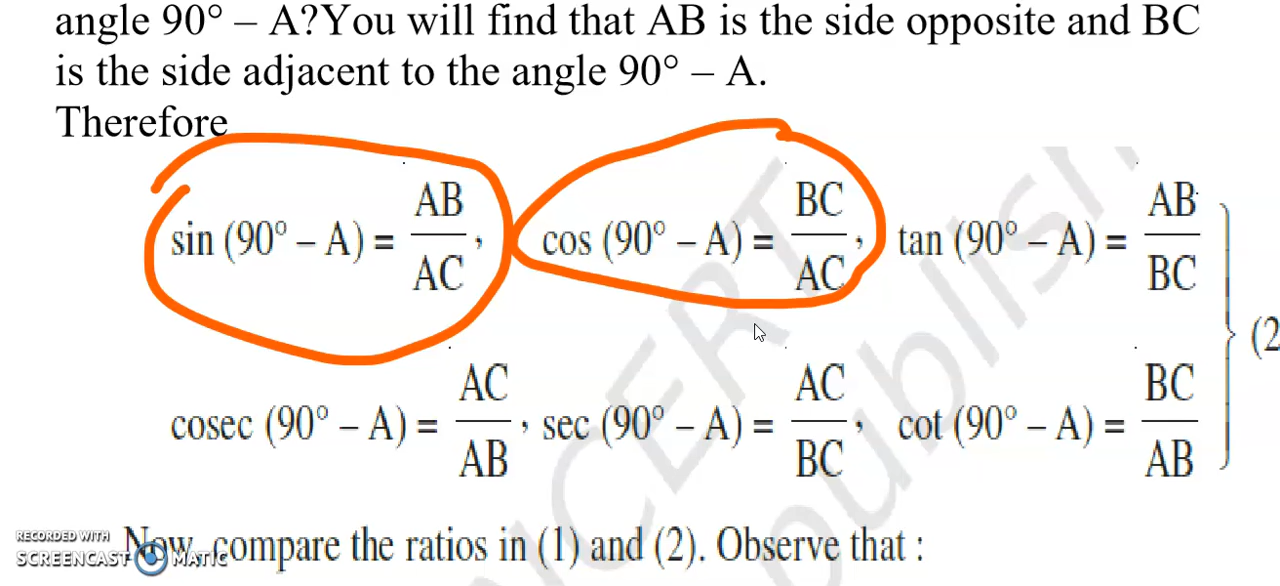 angle 90° – A?You will find that AB is the side opposite and BC
is the side adjacent to the angle 90° – A.
Therefore
sin (90° – A) = AB/AC, cos (90° – A) = BC/AC, tan (90° – A) = AB/BC
(2
cosec (90° – A) = AC/AB, sec (90° – A) = AC/BC, cot (90° – A) = BC/AB
RECORDED WITH
SCREENCAST MATIC
Now, compare the ratios in (1) and (2). Observe that :